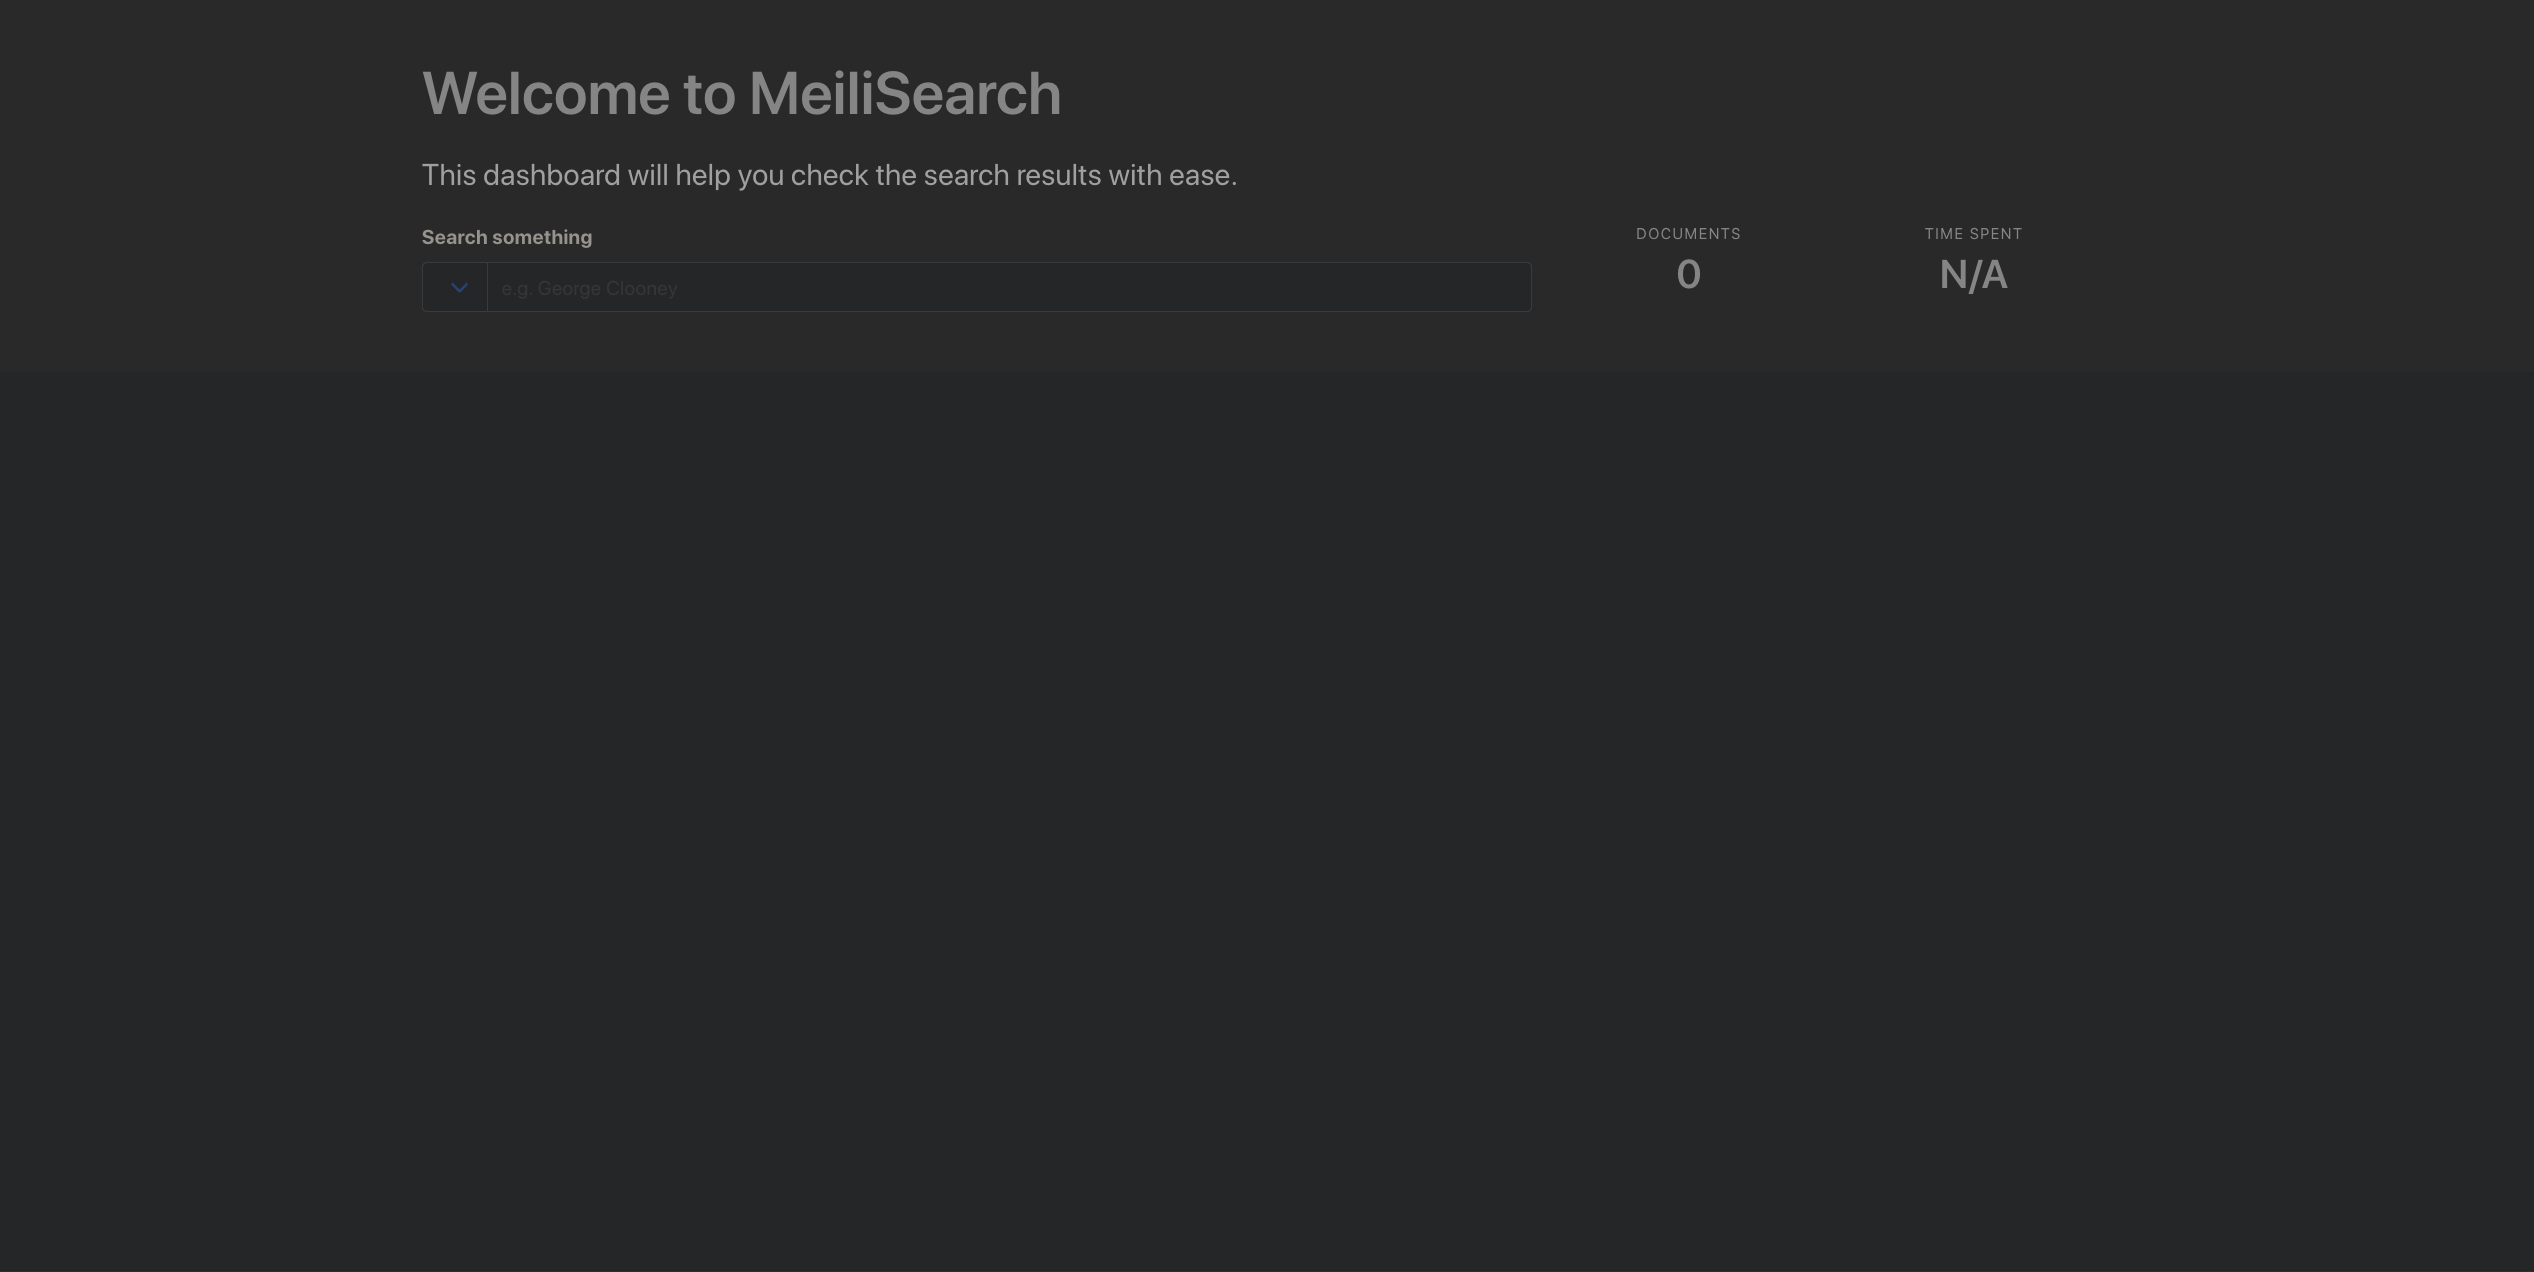 Welcome to MeiliSearch
This dashboard will help you check the search results with ease.
Search something
e.g. George Clooney
DOCUMENTS
0
TIME SPENT
N/A